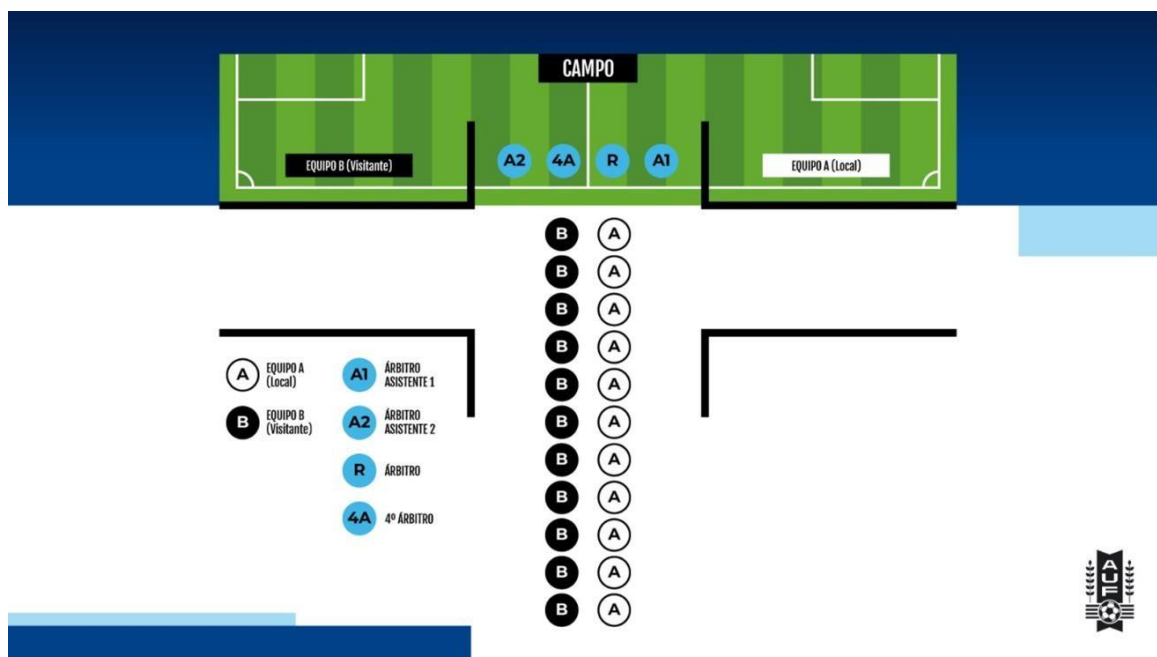 CAMPO
A2 4A R A1
EQUIPO B (Visitante)
EQUIPO A (Local)
B A
B A
B A
B A
B A
B A
B A
B A
B A
B A
B A
A EQUIPO A
(Local)
B EQUIPO B
(Visitante)
A1 ÁRBITRO
ASISTENTE 1
A2 ÁRBITRO
ASISTENTE 2
R ÁRBITRO
4A 4º ÁRBITRO
AUF